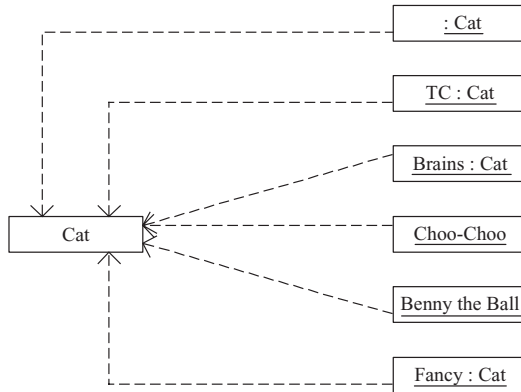 : Cat
TC : Cat
Brains : Cat
Cat
Choo-Choo
Benny the Ball
Fancy : Cat